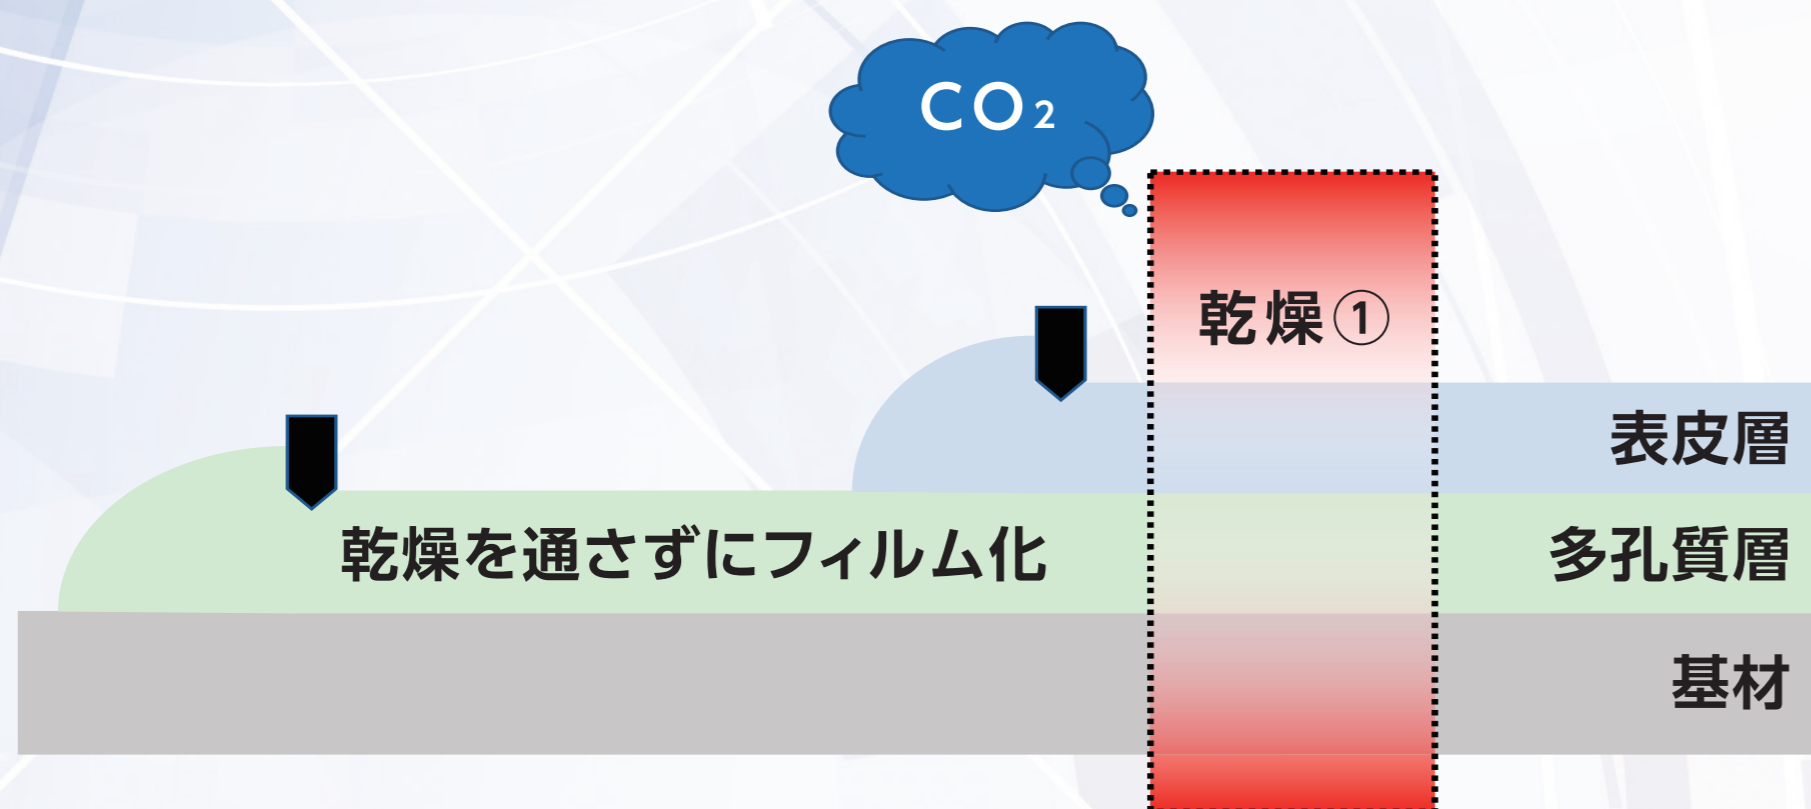 CO₂
乾燥①
表皮層
乾燥を通さずにフィルム化
多孔質層
基材